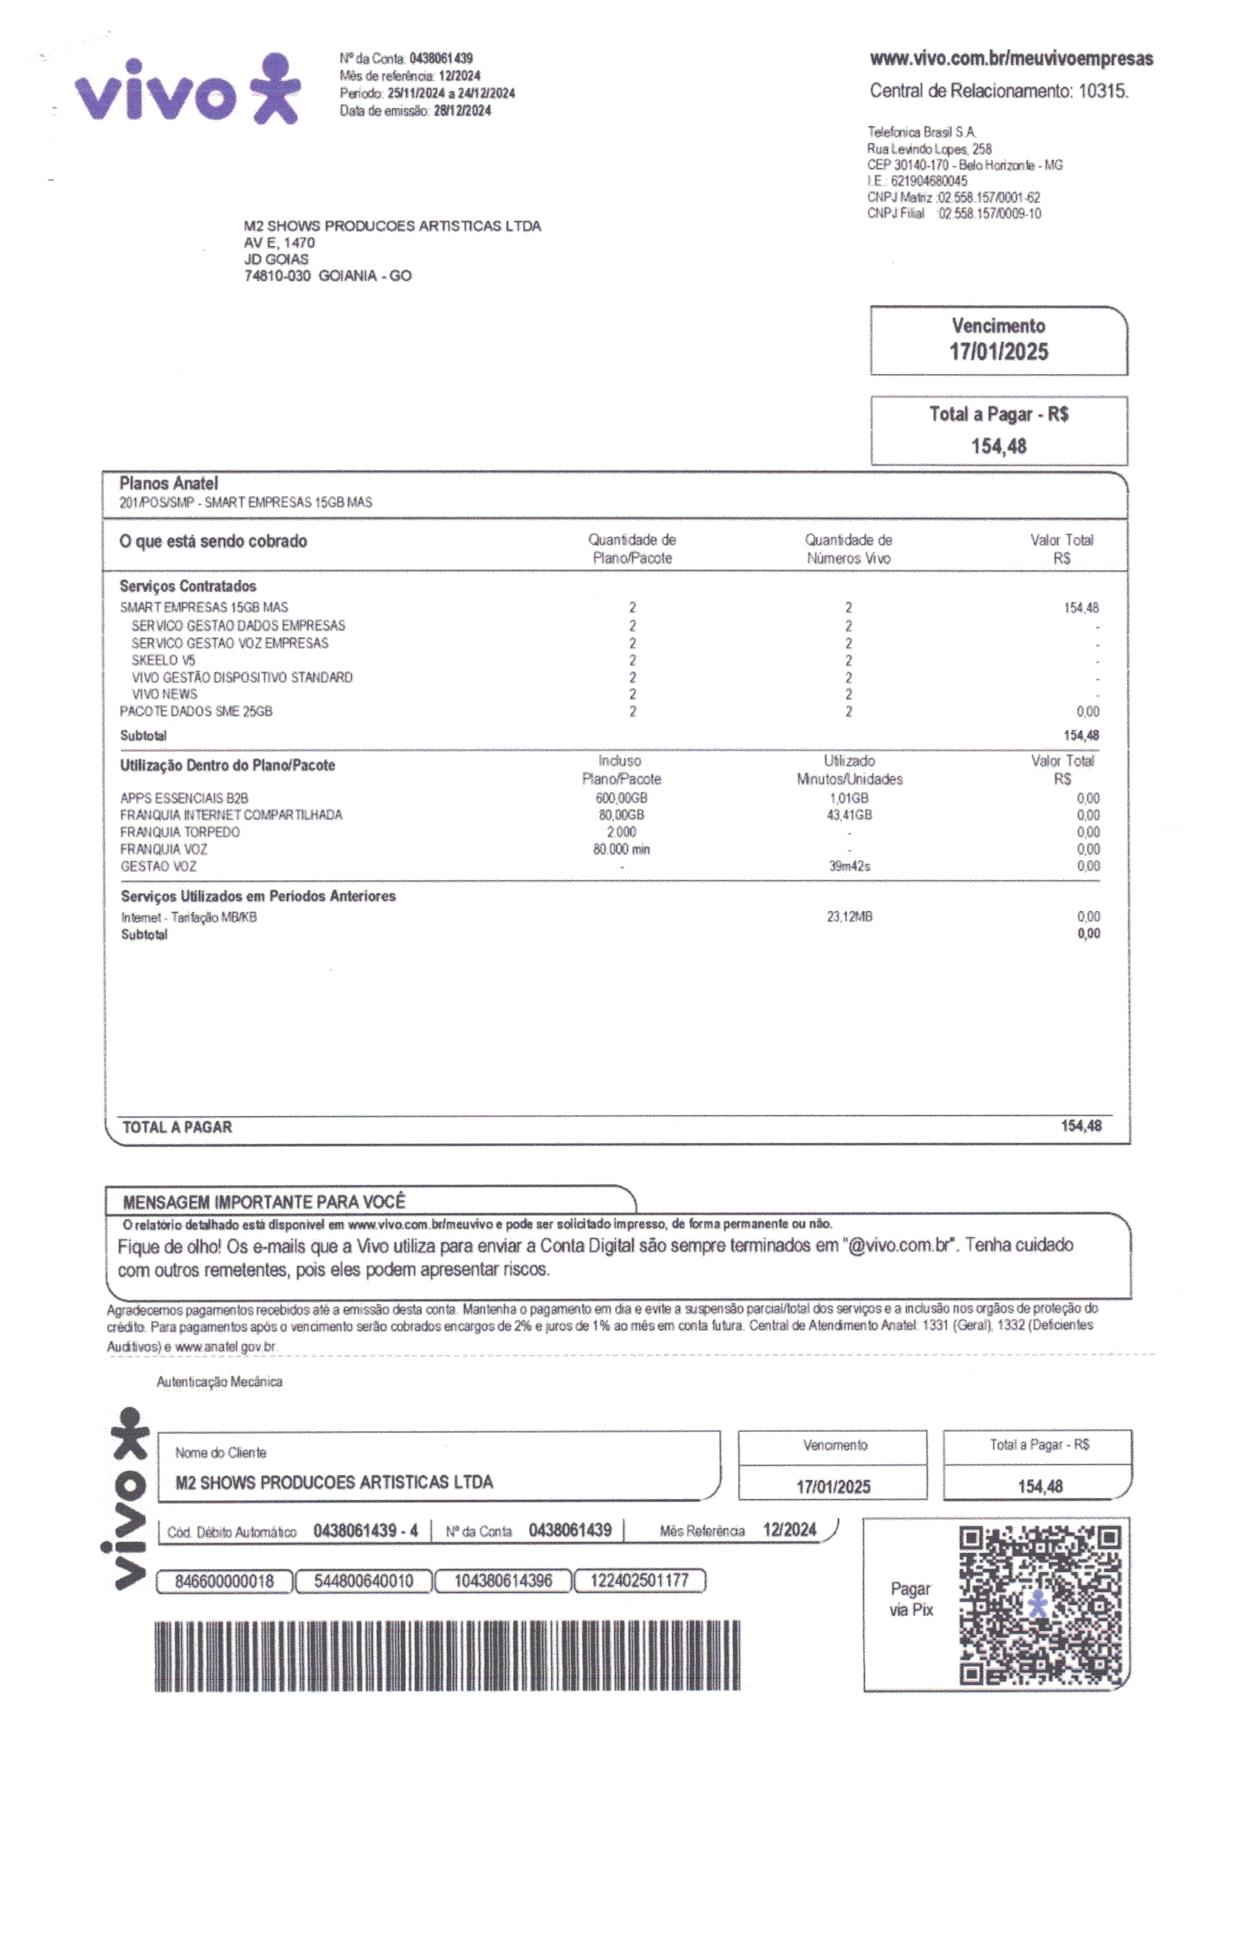 vivo
Nº da Conta: 0438061439
Mês de referência: 12/2024
Período: 25/11/2024 a 24/12/2024
Data de emissão: 28/12/2024
www.vivo.com.br/meuvivoempresas
Central de Relacionamento: 10315.
Telefonica Brasil S.A.
Rua Levindo Lopes, 258
CEP 30140-170 - Belo Horizonte - MG
I.E.: 621904680045
CNPJ Matriz :02.558.157/0001-62
CNPJ Filial :02.558.157/0009-10
M2 SHOWS PRODUCOES ARTISTICAS LTDA
AV E, 1470
JD GOIAS
74810-030 GOIANIA - GO
Vencimento
17/01/2025
Total a Pagar - R$
154,48
Planos Anatel
201/POS/SMP - SMART EMPRESAS 15GB MAS
O que está sendo cobrado Quantidade de Plano/Pacote Quantidade de Números Vivo Valor Total R$
Serviços Contratados
SMART EMPRESAS 15GB MAS 2 2 154,48
SERVICO GESTAO DADOS EMPRESAS 2 2 -
SERVICO GESTAO VOZ EMPRESAS 2 2 -
SKEELO V5 2 2 -
VIVO GESTÃO DISPOSITIVO STANDARD 2 2 -
VIVO NEWS 2 2 -
PACOTE DADOS SME 25GB 2 2 0,00
Subtotal 154,48
Utilização Dentro do Plano/Pacote Incluso Plano/Pacote Utilizado Minutos/Unidades Valor Total R$
APPS ESSENCIAIS B2B 600,00GB 1,01GB 0,00
FRANQUIA INTERNET COMPARTILHADA 80,00GB 43,41GB 0,00
FRANQUIA TORPEDO 2.000 - 0,00
FRANQUIA VOZ 80.000 min - 0,00
GESTAO VOZ - 39m42s 0,00
Serviços Utilizados em Períodos Anteriores
Internet - Tarifação MB/KB 23,12MB 0,00
Subtotal 0,00
TOTAL A PAGAR 154,48
MENSAGEM IMPORTANTE PARA VOCÊ
O relatório detalhado está disponível em www.vivo.com.br/meuvivo e pode ser solicitado impresso, de forma permanente ou não.
Fique de olho! Os e-mails que a Vivo utiliza para enviar a Conta Digital são sempre terminados em "@vivo.com.br". Tenha cuidado
com outros remetentes, pois eles podem apresentar riscos.
Agradecemos pagamentos recebidos até a emissão desta conta. Mantenha o pagamento em dia e evite a suspensão parcial/total dos serviços e a inclusão nos orgãos de proteção do
crédito. Para pagamentos após o vencimento serão cobrados encargos de 2% e juros de 1% ao mês em conta futura. Central de Atendimento Anatel: 1331 (Geral), 1332 (Deficientes
Auditivos) e www.anatel.gov.br.
Autenticação Mecânica
vivo
Nome do Cliente
M2 SHOWS PRODUCOES ARTISTICAS LTDA
Vencimento
17/01/2025
Total a Pagar - R$
154,48
Cód. Débito Automático 0438061439 - 4 Nº da Conta 0438061439 Mês Referência 12/2024
846600000018 544800640010 104380614396 122402501177
Pagar
via Pix